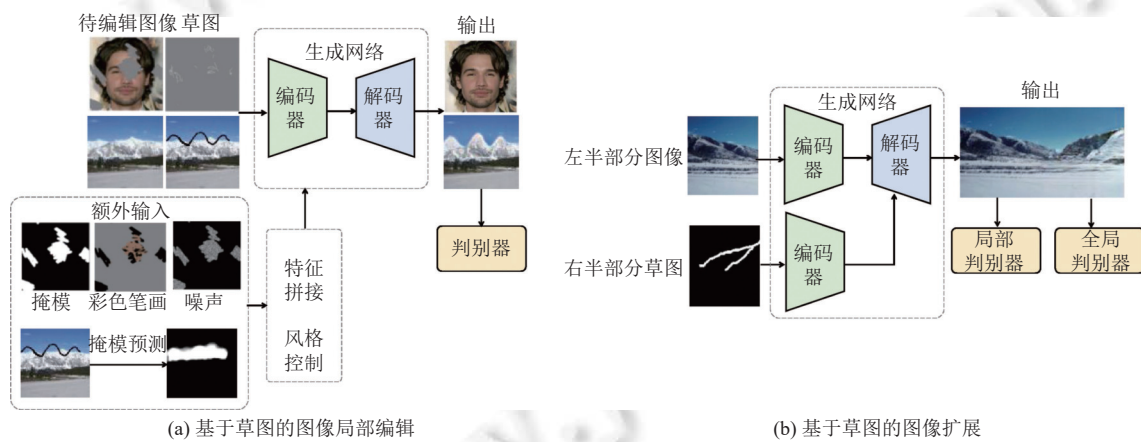 待编辑图像 草图
生成网络
编码
器
解码
器
输出
判别器
额外输入
掩模
彩色笔画
噪声
掩模预测
特征
拼接
风格
控制
(a) 基于草图的图像局部编辑
生成网络
左半部分图像
编码
器
解码
器
输出
右半部分草图
编码
器
局部
判别器
全局
判别器
(b) 基于草图的图像扩展